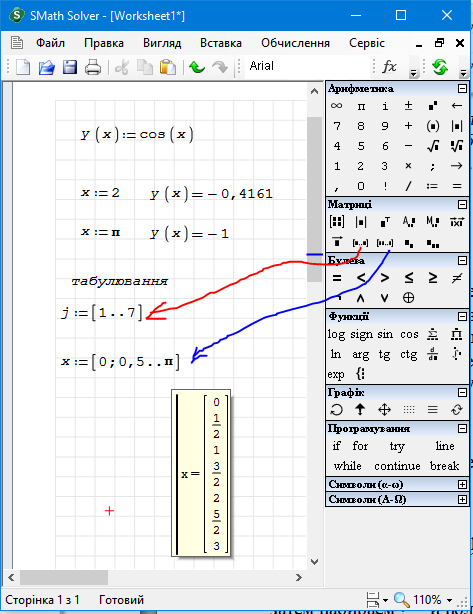 SMath Solver - [Worksheet1*]
Файл Правка Вигляд Вставка Обчислення Сервіс
Arial fx
y(x):=cos(x)
x:=2 y(x)=-0,4161
x:=π y(x)=-1
табулювання
j:=[1..7]
x:=[0;0,5..π]
x=
0
1/2
1
3/2
2
5/2
3
Арифметика
∞ π i ± ←
7 8 9 + (■) |■|
4 5 6 - √ √
1 2 3 × ; →
, 0 ! / := =
Матриці
Булева
= < > ≤ ≥ ≠
¬ ∧ ∨ ⊕
Функції
log sign sin cos
ln arg tg ctg
exp
Графік
Програмування
if for try line
while continue break
Символи (α-ω)
Символи (Α-Ω)
Сторінка 1 з 1 Готовий 110%